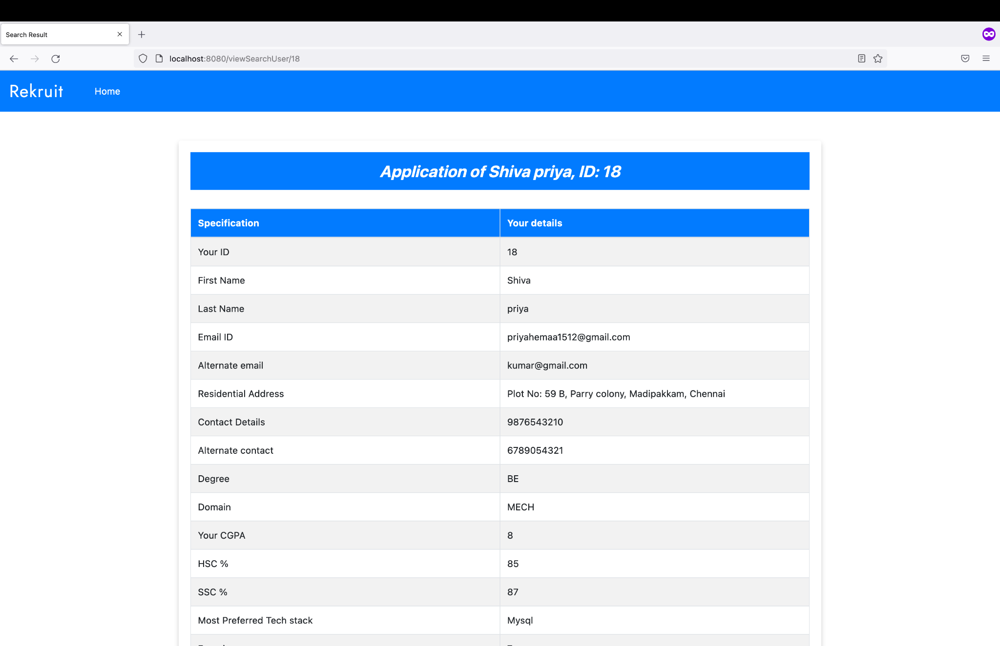 Search Result
localhost:8080/viewSearchUser/18
Rekruit Home
Application of Shiva priya, ID: 18
Specification Your details
Your ID 18
First Name Shiva
Last Name priya
Email ID priyahemaa1512@gmail.com
Alternate email kumar@gmail.com
Residential Address Plot No: 59 B, Parry colony, Madipakkam, Chennai
Contact Details 9876543210
Alternate contact 6789054321
Degree BE
Domain MECH
Your CGPA 8
HSC % 85
SSC % 87
Most Preferred Tech stack Mysql